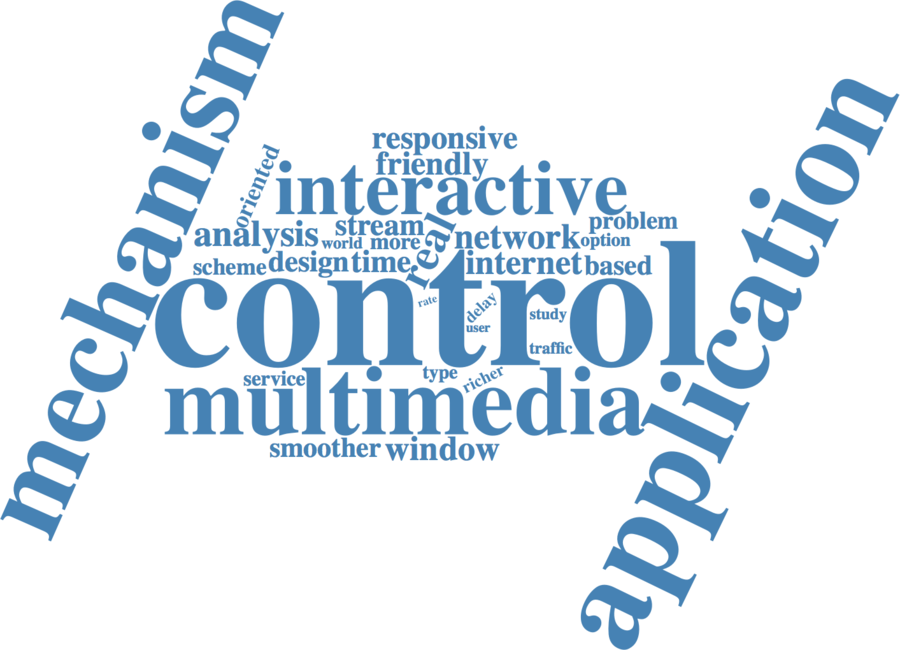 mechanism
application
responsive
friendly
oriented
interactive
problem
stream
analysis
world
more
real
network
option
scheme
design
time
internet
based
control
rate
delay
user
study
traffic
type
service
richer
multimedia
smoother
window